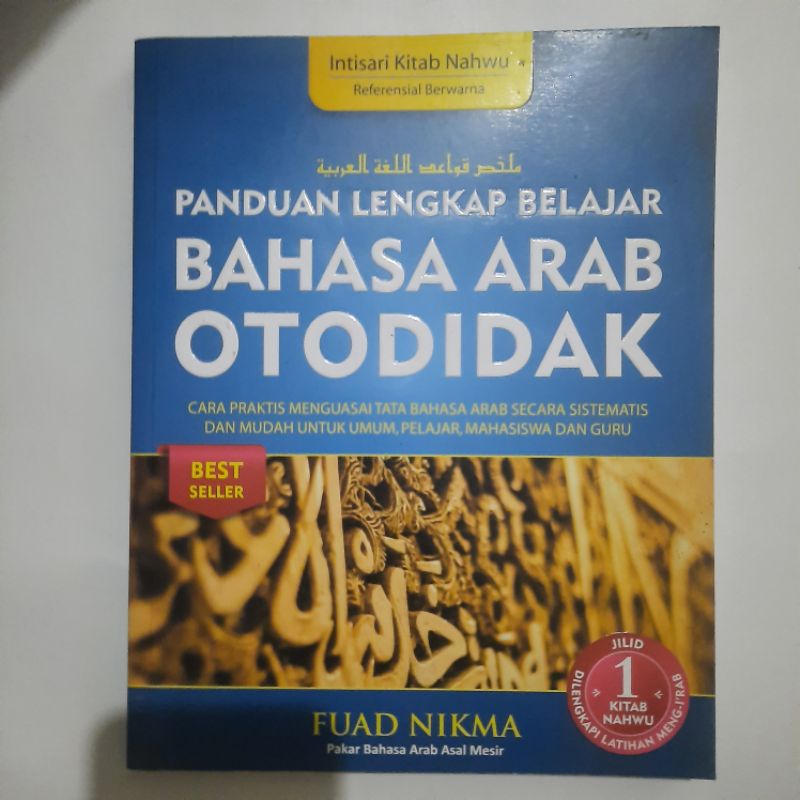 Intisari Kitab Nahwu
Referensial Berwarna
ملخص قواعد اللغة العربية
PANDUAN LENGKAP BELAJAR
BAHASA ARAB
OTODIDAK
CARA PRAKTIS MENGUASAI TATA BAHASA ARAB SECARA SISTEMATIS
DAN MUDAH UNTUK UMUM, PELAJAR, MAHASISWA DAN GURU
BEST
SELLER
JILID
1
KITAB
NAHWU
DILENGKAPI LATIHAN MENG-I'RAB
FUAD NIKMA
Pakar Bahasa Arab Asal Mesir